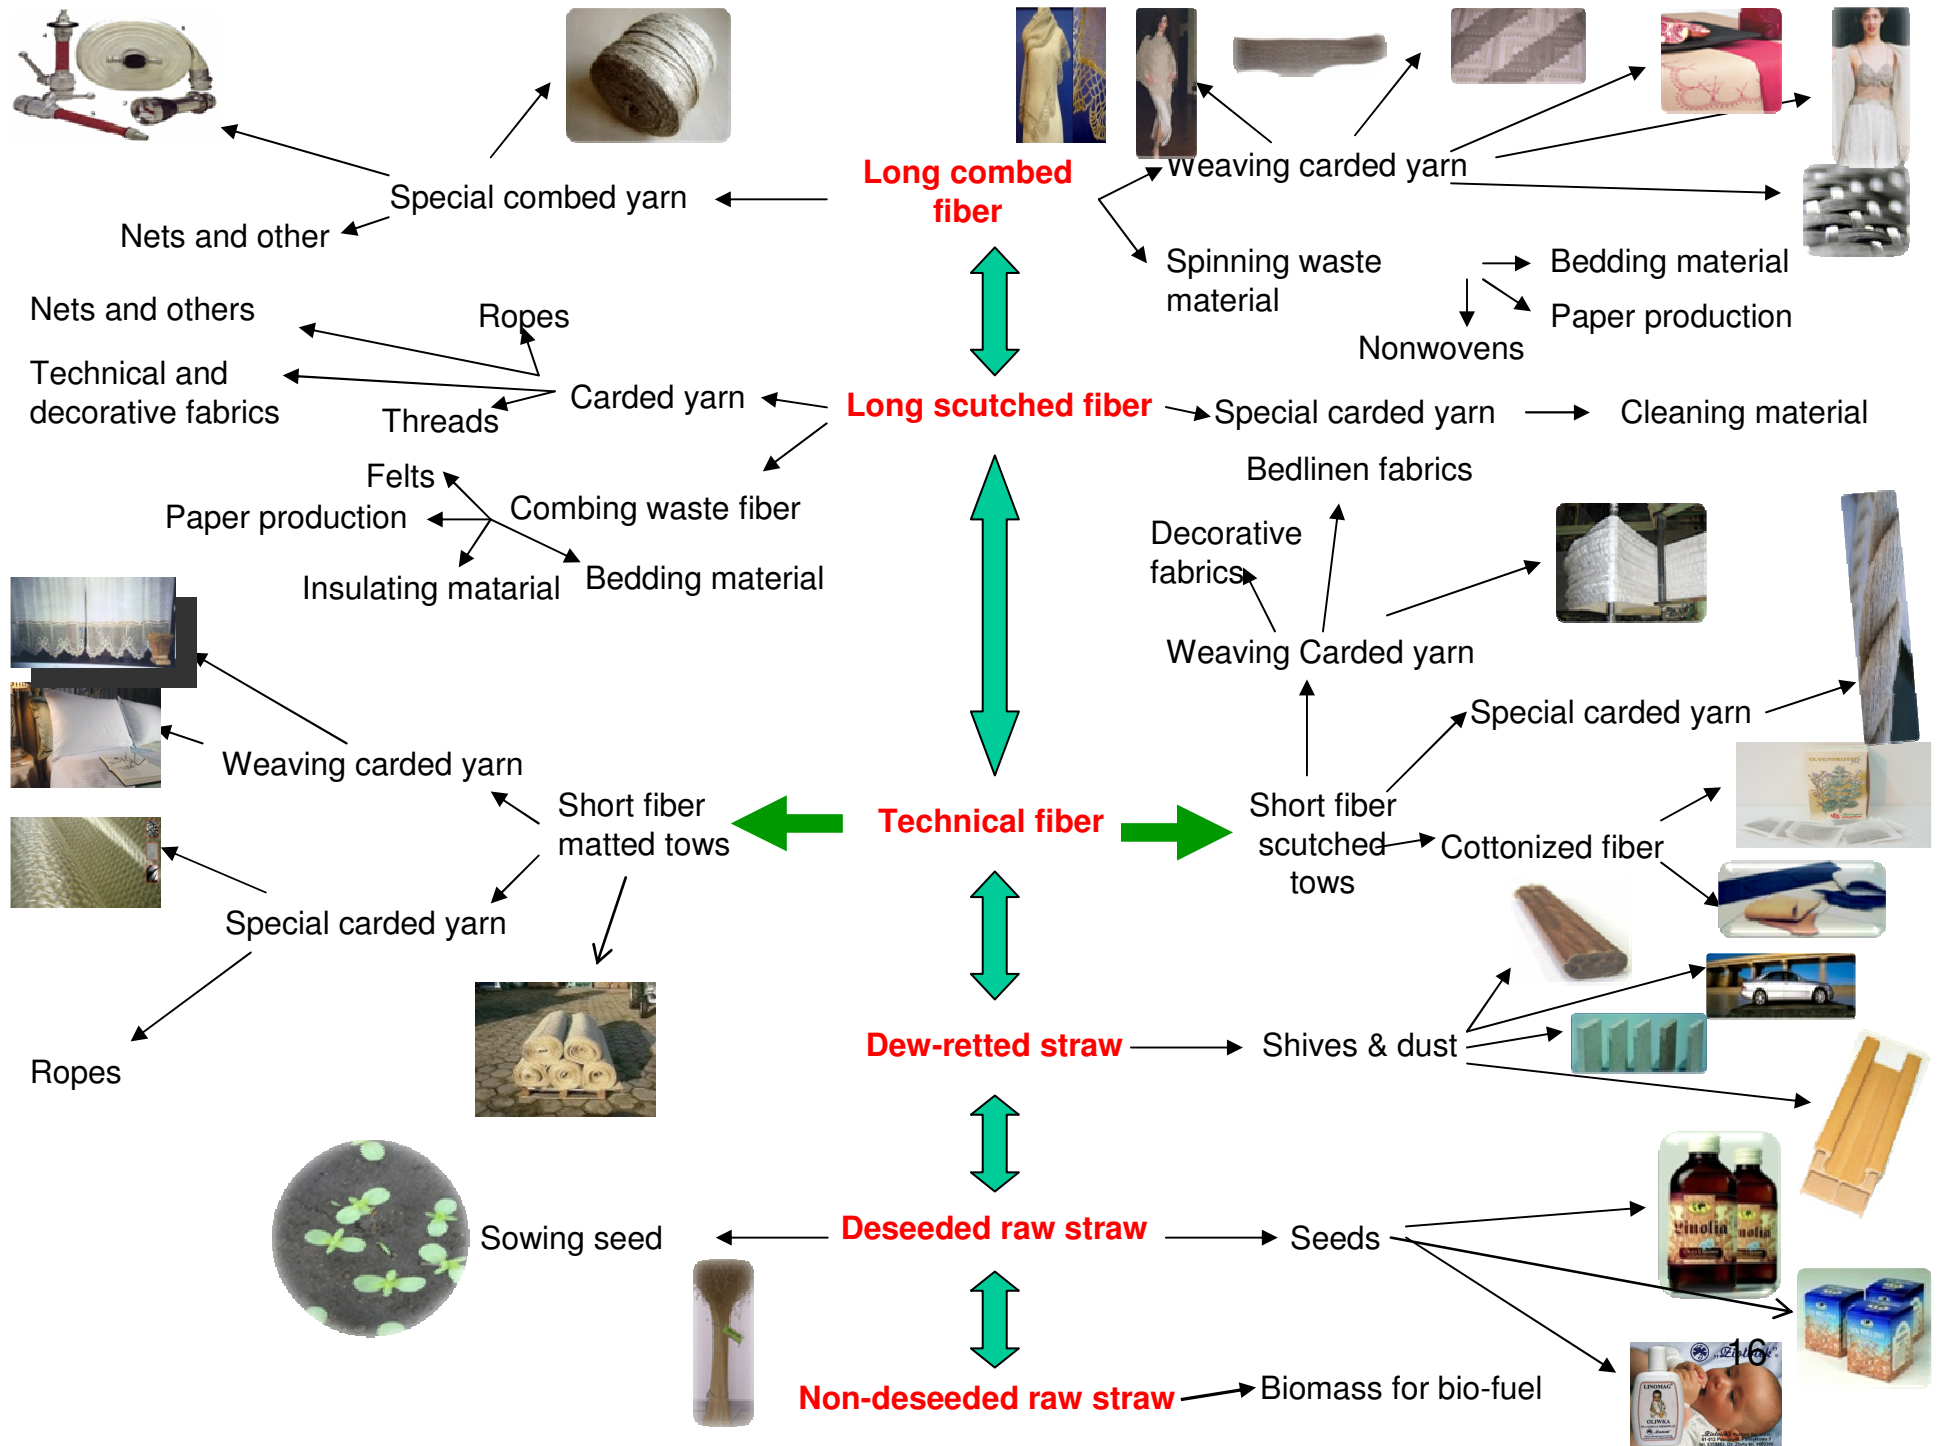 Long combed
fiber
Special combed yarn
Nets and other
Weaving carded yarn
Spinning waste
material
Bedding material
Paper production
Nonwovens
Nets and others
Ropes
Technical and
decorative fabrics
Threads
Carded yarn
Long scutched fiber
Special carded yarn
Cleaning material
Felts
Paper production
Combing waste fiber
Insulating matarial
Bedding material
Bedlinen fabrics
Decorative
fabrics
Weaving Carded yarn
Special carded yarn
Weaving carded yarn
Short fiber
matted tows
Technical fiber
Short fiber
scutched
tows
Cottonized fiber
Special carded yarn
Ropes
Dew-retted straw
Shives & dust
Sowing seed
Deseeded raw straw
Seeds
Linolia
Non-deseeded raw straw
Biomass for bio-fuel
16
LINOMAG
OLIWKA